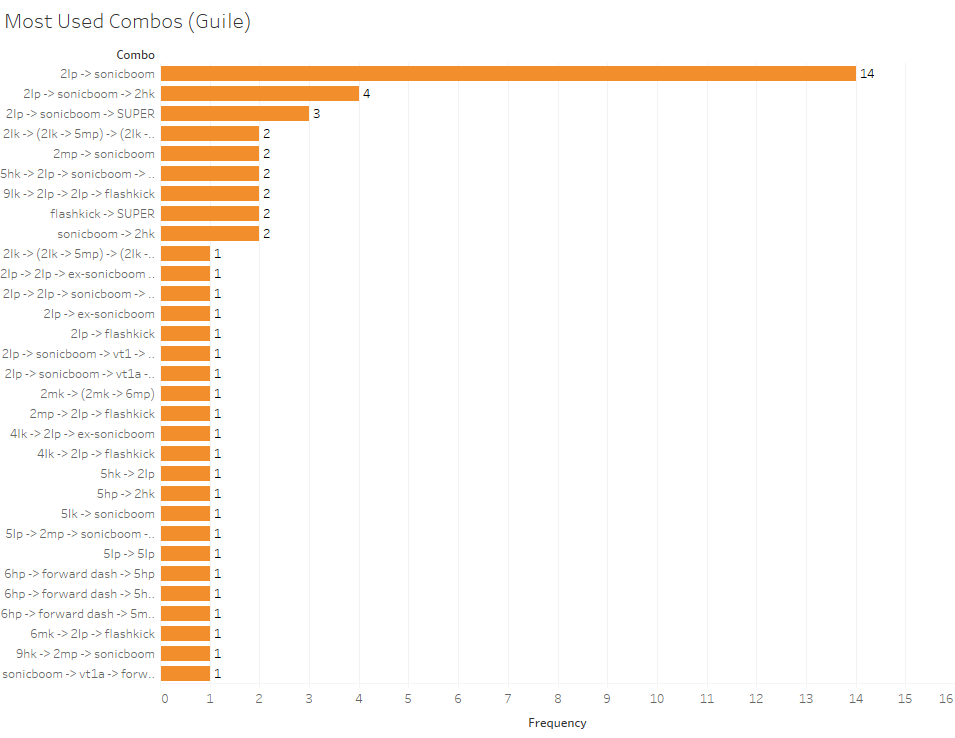 Most Used Combos (Guile)
Combo
2lp -> sonicboom 14
2lp -> sonicboom -> 2hk 4
2lp -> sonicboom -> SUPER 3
2lk -> (2lk -> 5mp) -> (2lk -.. 2
2mp -> sonicboom 2
5hk -> 2lp -> sonicboom -> .. 2
9lk -> 2lp -> 2lp -> flashkick 2
flashkick -> SUPER 2
sonicboom -> 2hk 2
2lk -> (2lk -> 5mp) -> (2lk -.. 1
2lp -> 2lp -> ex-sonicboom .. 1
2lp -> 2lp -> sonicboom -> .. 1
2lp -> ex-sonicboom 1
2lp -> flashkick 1
2lp -> sonicboom -> vt1 -> .. 1
2lp -> sonicboom -> vt1a -.. 1
2mk -> (2mk -> 6mp) 1
2mp -> 2lp -> flashkick 1
4lk -> 2lp -> ex-sonicboom 1
4lk -> 2lp -> flashkick 1
5hk -> 2lp 1
5hp -> 2hk 1
5lk -> sonicboom 1
5lp -> 2mp -> sonicboom -.. 1
5lp -> 5lp 1
6hp -> forward dash -> 5hp 1
6hp -> forward dash -> 5h.. 1
6hp -> forward dash -> 5m.. 1
6mk -> 2lp -> flashkick 1
9hk -> 2mp -> sonicboom 1
sonicboom -> vt1a -> forw.. 1
0 1 2 3 4 5 6 7 8 9 10 11 12 13 14 15 16
Frequency